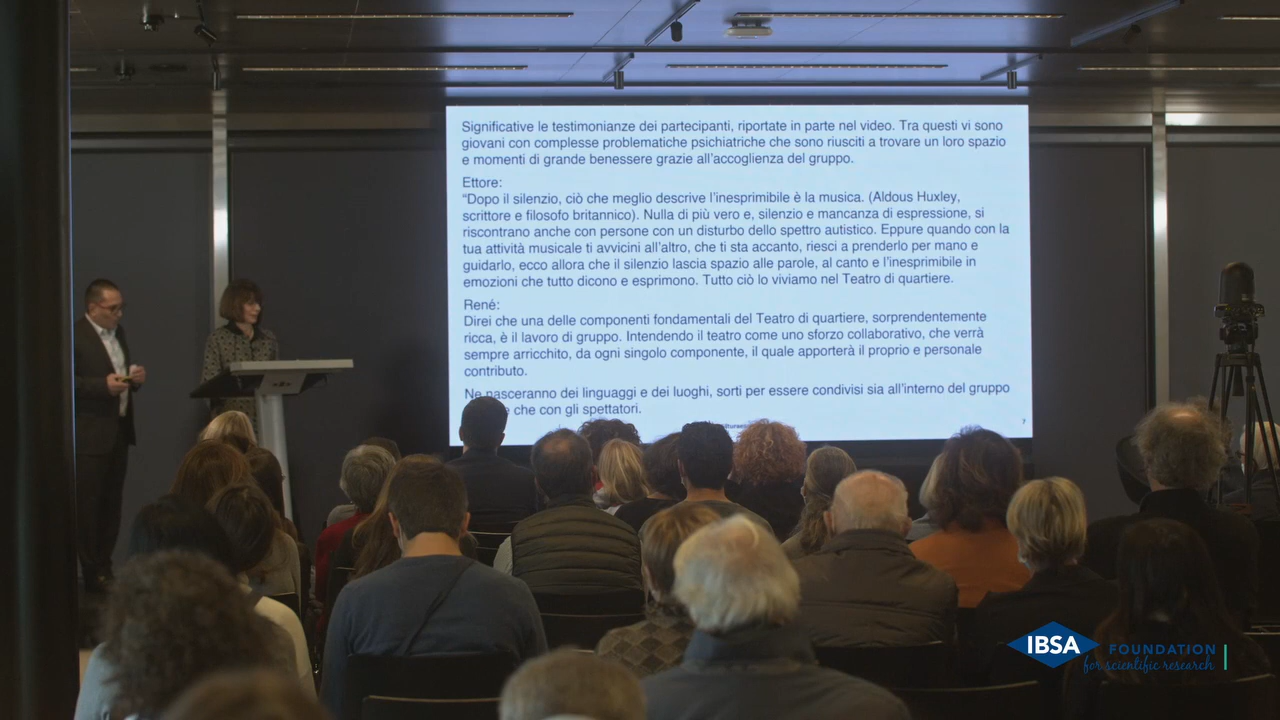 Significative le testimonianze dei partecipanti, riportate in parte nel video. Tra questi vi sono
giovani con complesse problematiche psichiatriche che sono riusciti a trovare un loro spazio
e momenti di grande benessere grazie all'accoglienza del gruppo.
Ettore:
“Dopo il silenzio, ciò che meglio descrive l'inesprimibile è la musica. (Aldous Huxley,
scrittore e filosofo britannico). Nulla di più vero e, silenzio e mancanza di espressione, si
riscontrano anche con persone con un disturbo dello spettro autistico. Eppure quando con la
tua attività musicale ti avvicini all'altro, che ti sta accanto, riesci a prenderlo per mano e
guidarlo, ecco allora che il silenzio lascia spazio alle parole, al canto e l'inesprimibile in
emozioni che tutto dicono e esprimono. Tutto ciò lo viviamo nel Teatro di quartiere.
René:
Direi che una delle componenti fondamentali del Teatro di quartiere, sorprendentemente
ricca, è il lavoro di gruppo. Intendendo il teatro come uno sforzo collaborativo, che verrà
sempre arricchito, da ogni singolo componente, il quale apporterà il proprio e personale
contributo.
Ne nasceranno dei linguaggi e dei luoghi, sorti per essere condivisi sia all'interno del gruppo
che con gli spettatori.
7
IBSA FOUNDATION
for scientific research